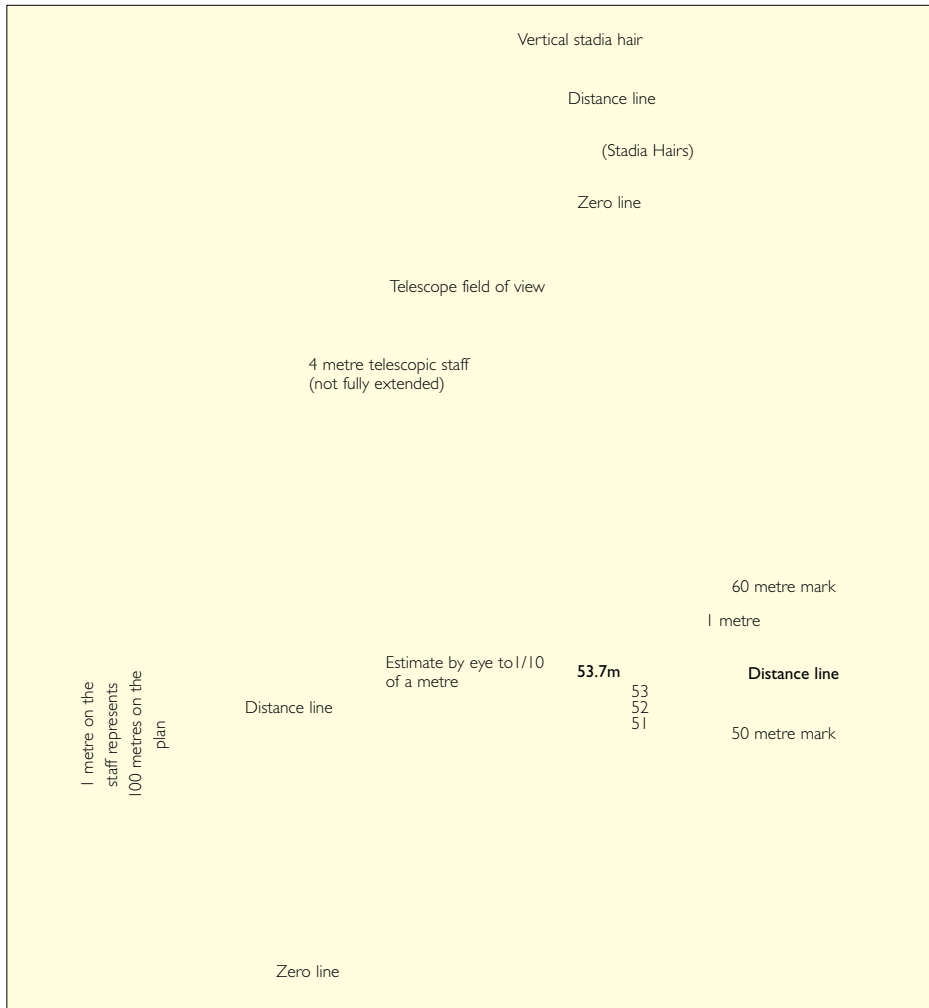 Vertical stadia hair
Distance line
(Stadia Hairs)
Zero line
Telescope field of view
4 metre telescopic staff
(not fully extended)
60 metre mark
1 metre
Estimate by eye to1/10
of a metre
53.7m
Distance line
53
52
51
50 metre mark
Distance line
1 metre on the
staff represents
100 metres on the
plan
Zero line